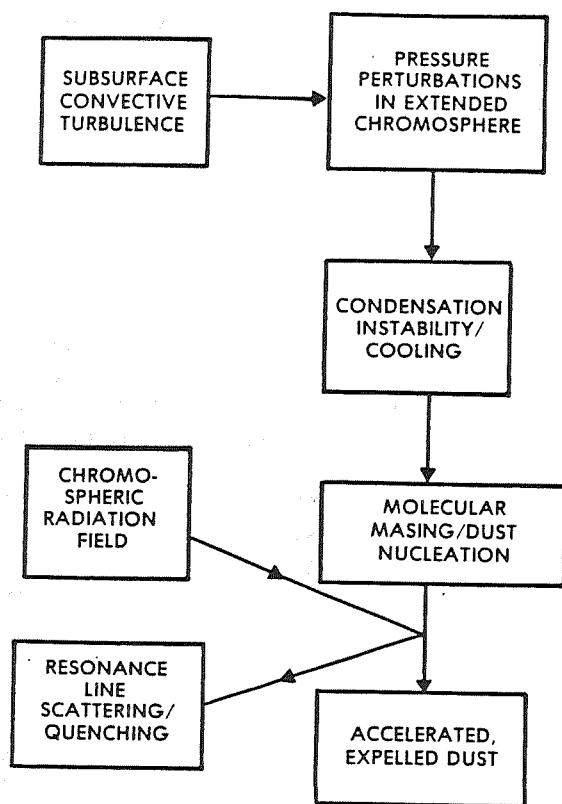 SUBSURFACE
CONVECTIVE
TURBULENCE
PRESSURE
PERTURBATIONS
IN EXTENDED
CHROMOSPHERE
CONDENSATION
INSTABILITY/
COOLING
CHROMO-
SPHERIC
RADIATION
FIELD
MOLECULAR
MASING/DUST
NUCLEATION
RESONANCE
LINE
SCATTERING/
QUENCHING
ACCELERATED,
EXPELLED DUST